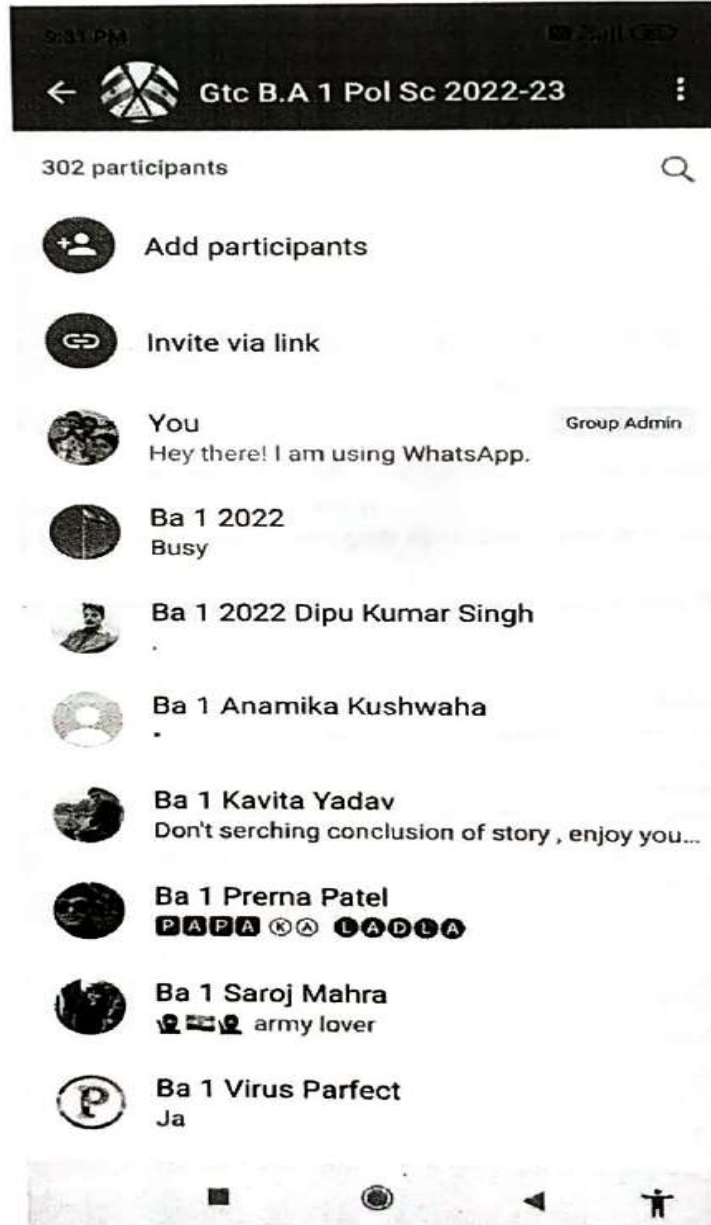 9:31 PM
Gtc B.A 1 Pol Sc 2022-23
302 participants
Add participants
Invite via link
You
Group Admin
Hey there! I am using WhatsApp.
Ba 1 2022
Busy
Ba 1 2022 Dipu Kumar Singh
.
Ba 1 Anamika Kushwaha
.
Ba 1 Kavita Yadav
Don't serching conclusion of story , enjoy you...
Ba 1 Prerna Patel
🅿🅰🅿🅰 ⓀⒶ 🅛🅐🅓🅛🅐
Ba 1 Saroj Mahra
army lover
Ba 1 Virus Parfect
P
Ja